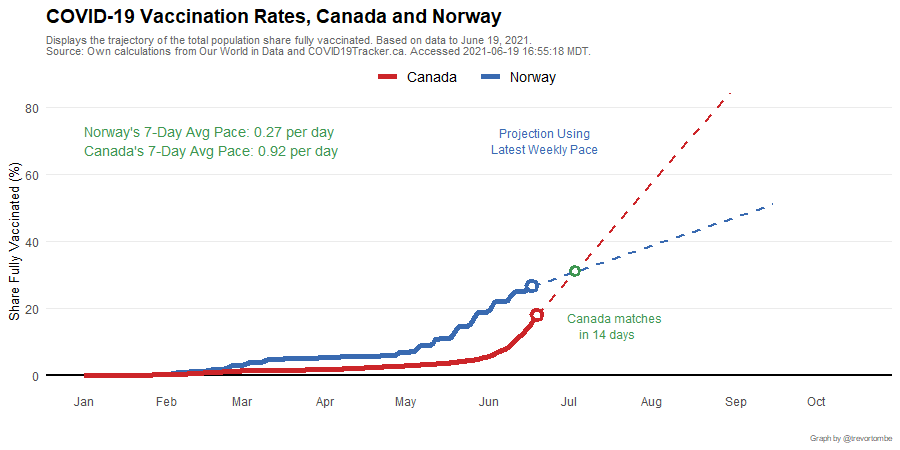 COVID-19 Vaccination Rates, Canada and Norway
Displays the trajectory of the total population share fully vaccinated. Based on data to June 19, 2021.
Source: Own calculations from Our World in Data and COVID19Tracker.ca. Accessed 2021-06-19 16:55:18 MDT.
Canada Norway
Share Fully Vaccinated (%)
80
60
40
20
0
Norway's 7-Day Avg Pace: 0.27 per day
Canada's 7-Day Avg Pace: 0.92 per day
Projection Using
Latest Weekly Pace
Canada matches
in 14 days
Jan Feb Mar Apr May Jun Jul Aug Sep Oct
Graph by @trevortombe